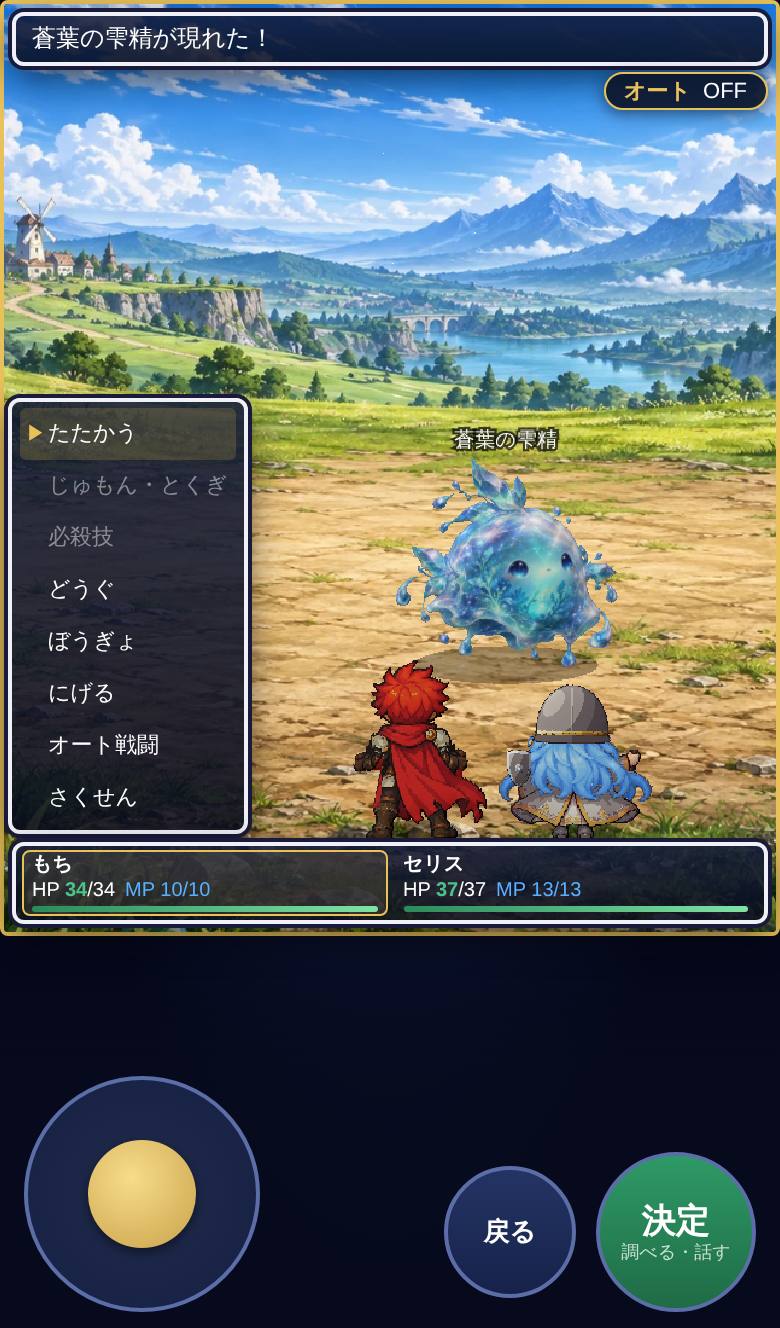 蒼葉の雫精が現れた！
オート OFF
たたかう
じゅもん・とくぎ
必殺技
どうぐ
ぼうぎょ
にげる
オート戦闘
さくせん
蒼葉の雫精
もち
HP 34/34 MP 10/10
セリス
HP 37/37 MP 13/13
戻る
決定
調べる・話す